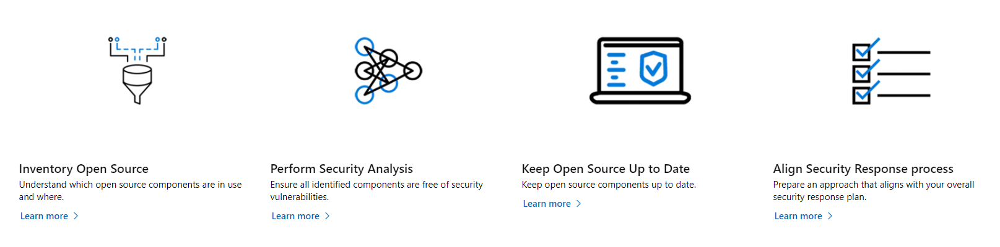 Inventory Open Source
Understand which open source components are in use
and where.
Learn more
Perform Security Analysis
Ensure all identified components are free of security
vulnerabilities.
Learn more
Keep Open Source Up to Date
Keep open source components up to date.
Learn more
Align Security Response process
Prepare an approach that aligns with your overall
security response plan.
Learn more